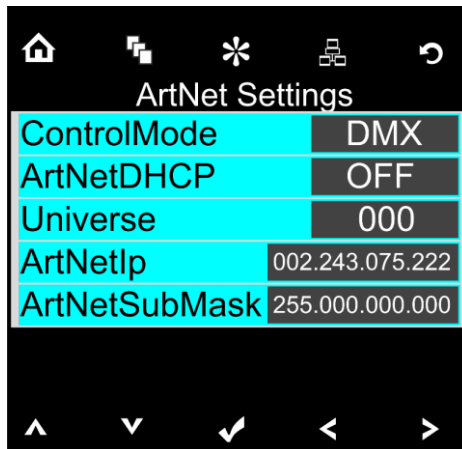 ArtNet Settings
ControlMode DMX
ArtNetDHCP OFF
Universe 000
ArtNetIp 002.243.075.222
ArtNetSubMask 255.000.000.000